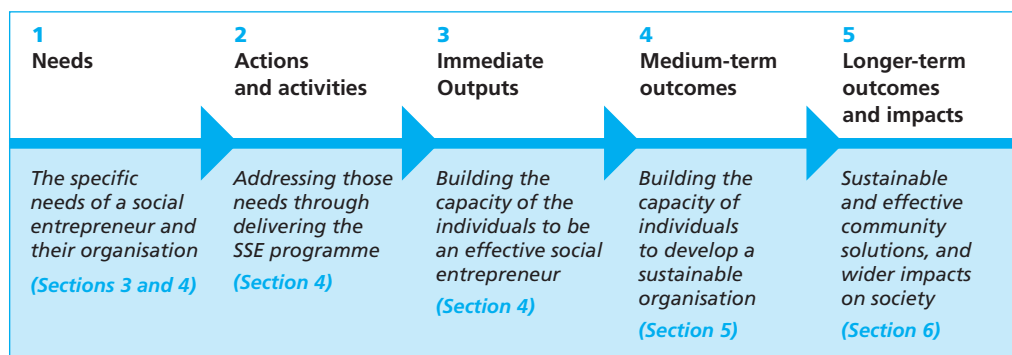 1
Needs
The specific
needs of a social
entrepreneur and
their organisation
(Sections 3 and 4)
2
Actions
and activities
Addressing those
needs through
delivering the
SSE programme
(Section 4)
3
Immediate
Outputs
Building the
capacity of the
individuals to be
an effective social
entrepreneur
(Section 4)
4
Medium-term
outcomes
Building the
capacity of
individuals
to develop a
sustainable
organisation
(Section 5)
5
Longer-term
outcomes
and impacts
Sustainable
and effective
community
solutions, and
wider impacts
on society
(Section 6)